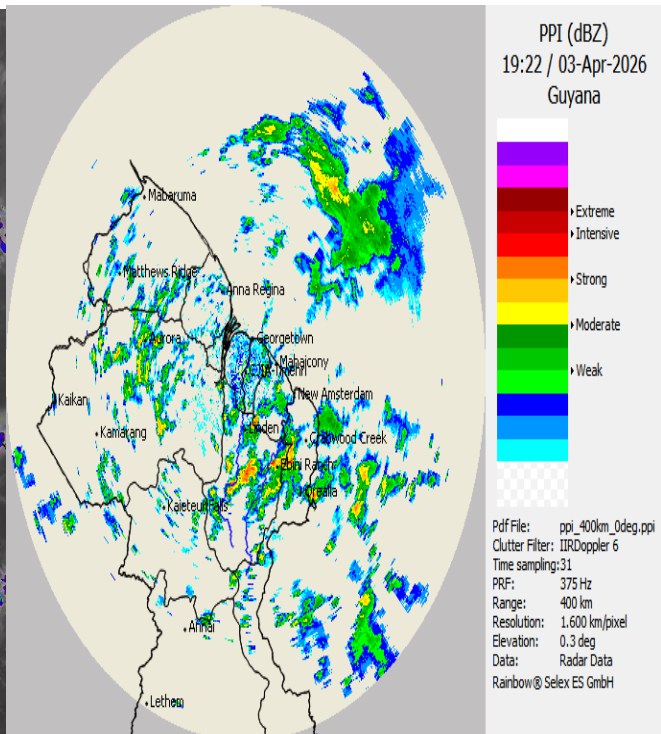 PPI (dBZ)
19:22 / 03-Apr-2026
Guyana
Extreme
Intensive
Strong
Moderate
Weak
Pdf File: ppi_400km_0deg.ppi
Clutter Filter: IIRDoppler 6
Time sampling:31
PRF: 375 Hz
Range: 400 km
Resolution: 1.600 km/pixel
Elevation: 0.3 deg
Data: Radar Data
Rainbow® Selex ES GmbH
Mabaruma
Matthews Ridge
Anna Regina
Aurora
Georgetown
Mahaicony
Timehri
New Amsterdam
Kaikan
Linden
Kamarang
Crabwood Creek
Ebini Ranch
Orealla
Kaieteur Falls
Annai
Lethem